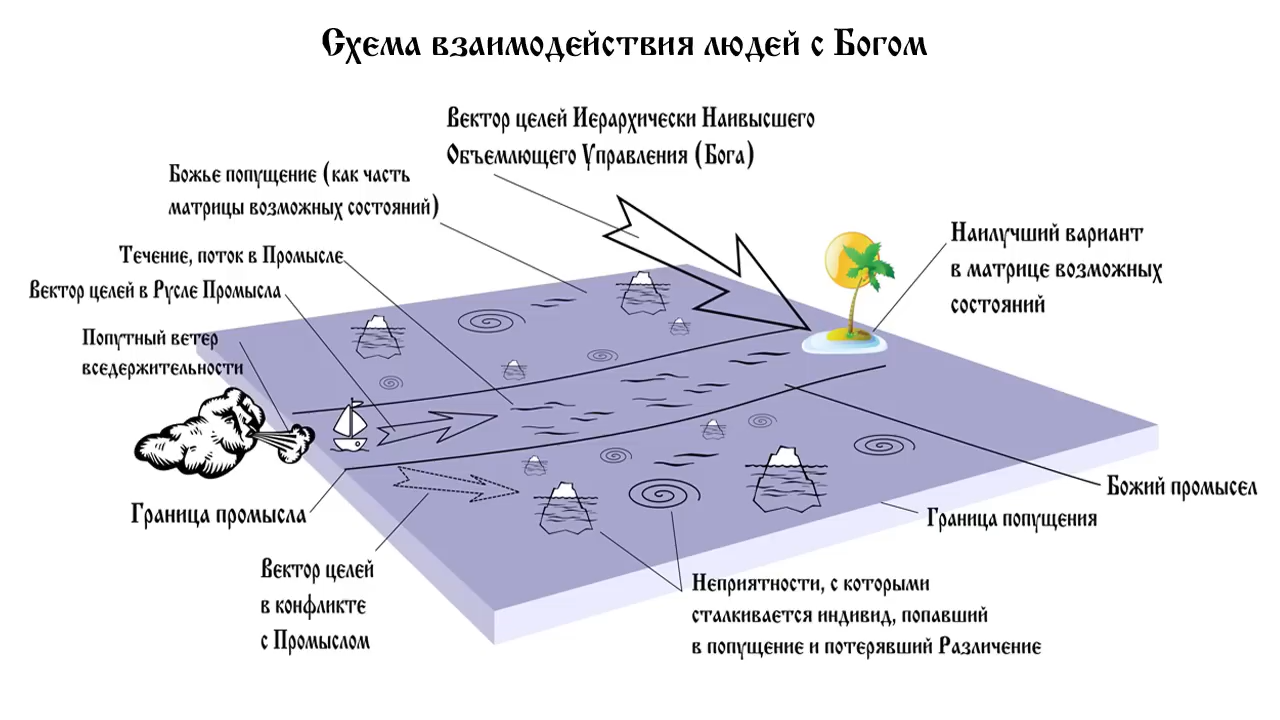 Схема взаимодействия людей с Богом
Вектор целей Иерархически Наивысшего
Объемлющего Управления (Бога)
Божье попущение (как часть
матрицы возможных состояний)
Течение, поток в Промысле
Вектор целей в Русле Промысла
Попутный ветер
вседержительности
Наилучший вариант
в матрице возможных
состояний
Граница промысла
Божий промысел
Граница попущения
Вектор целей
в конфликте
с Промыслом
Неприятности, с которыми
сталкивается индивид, попавший
в попущение и потерявший Различение